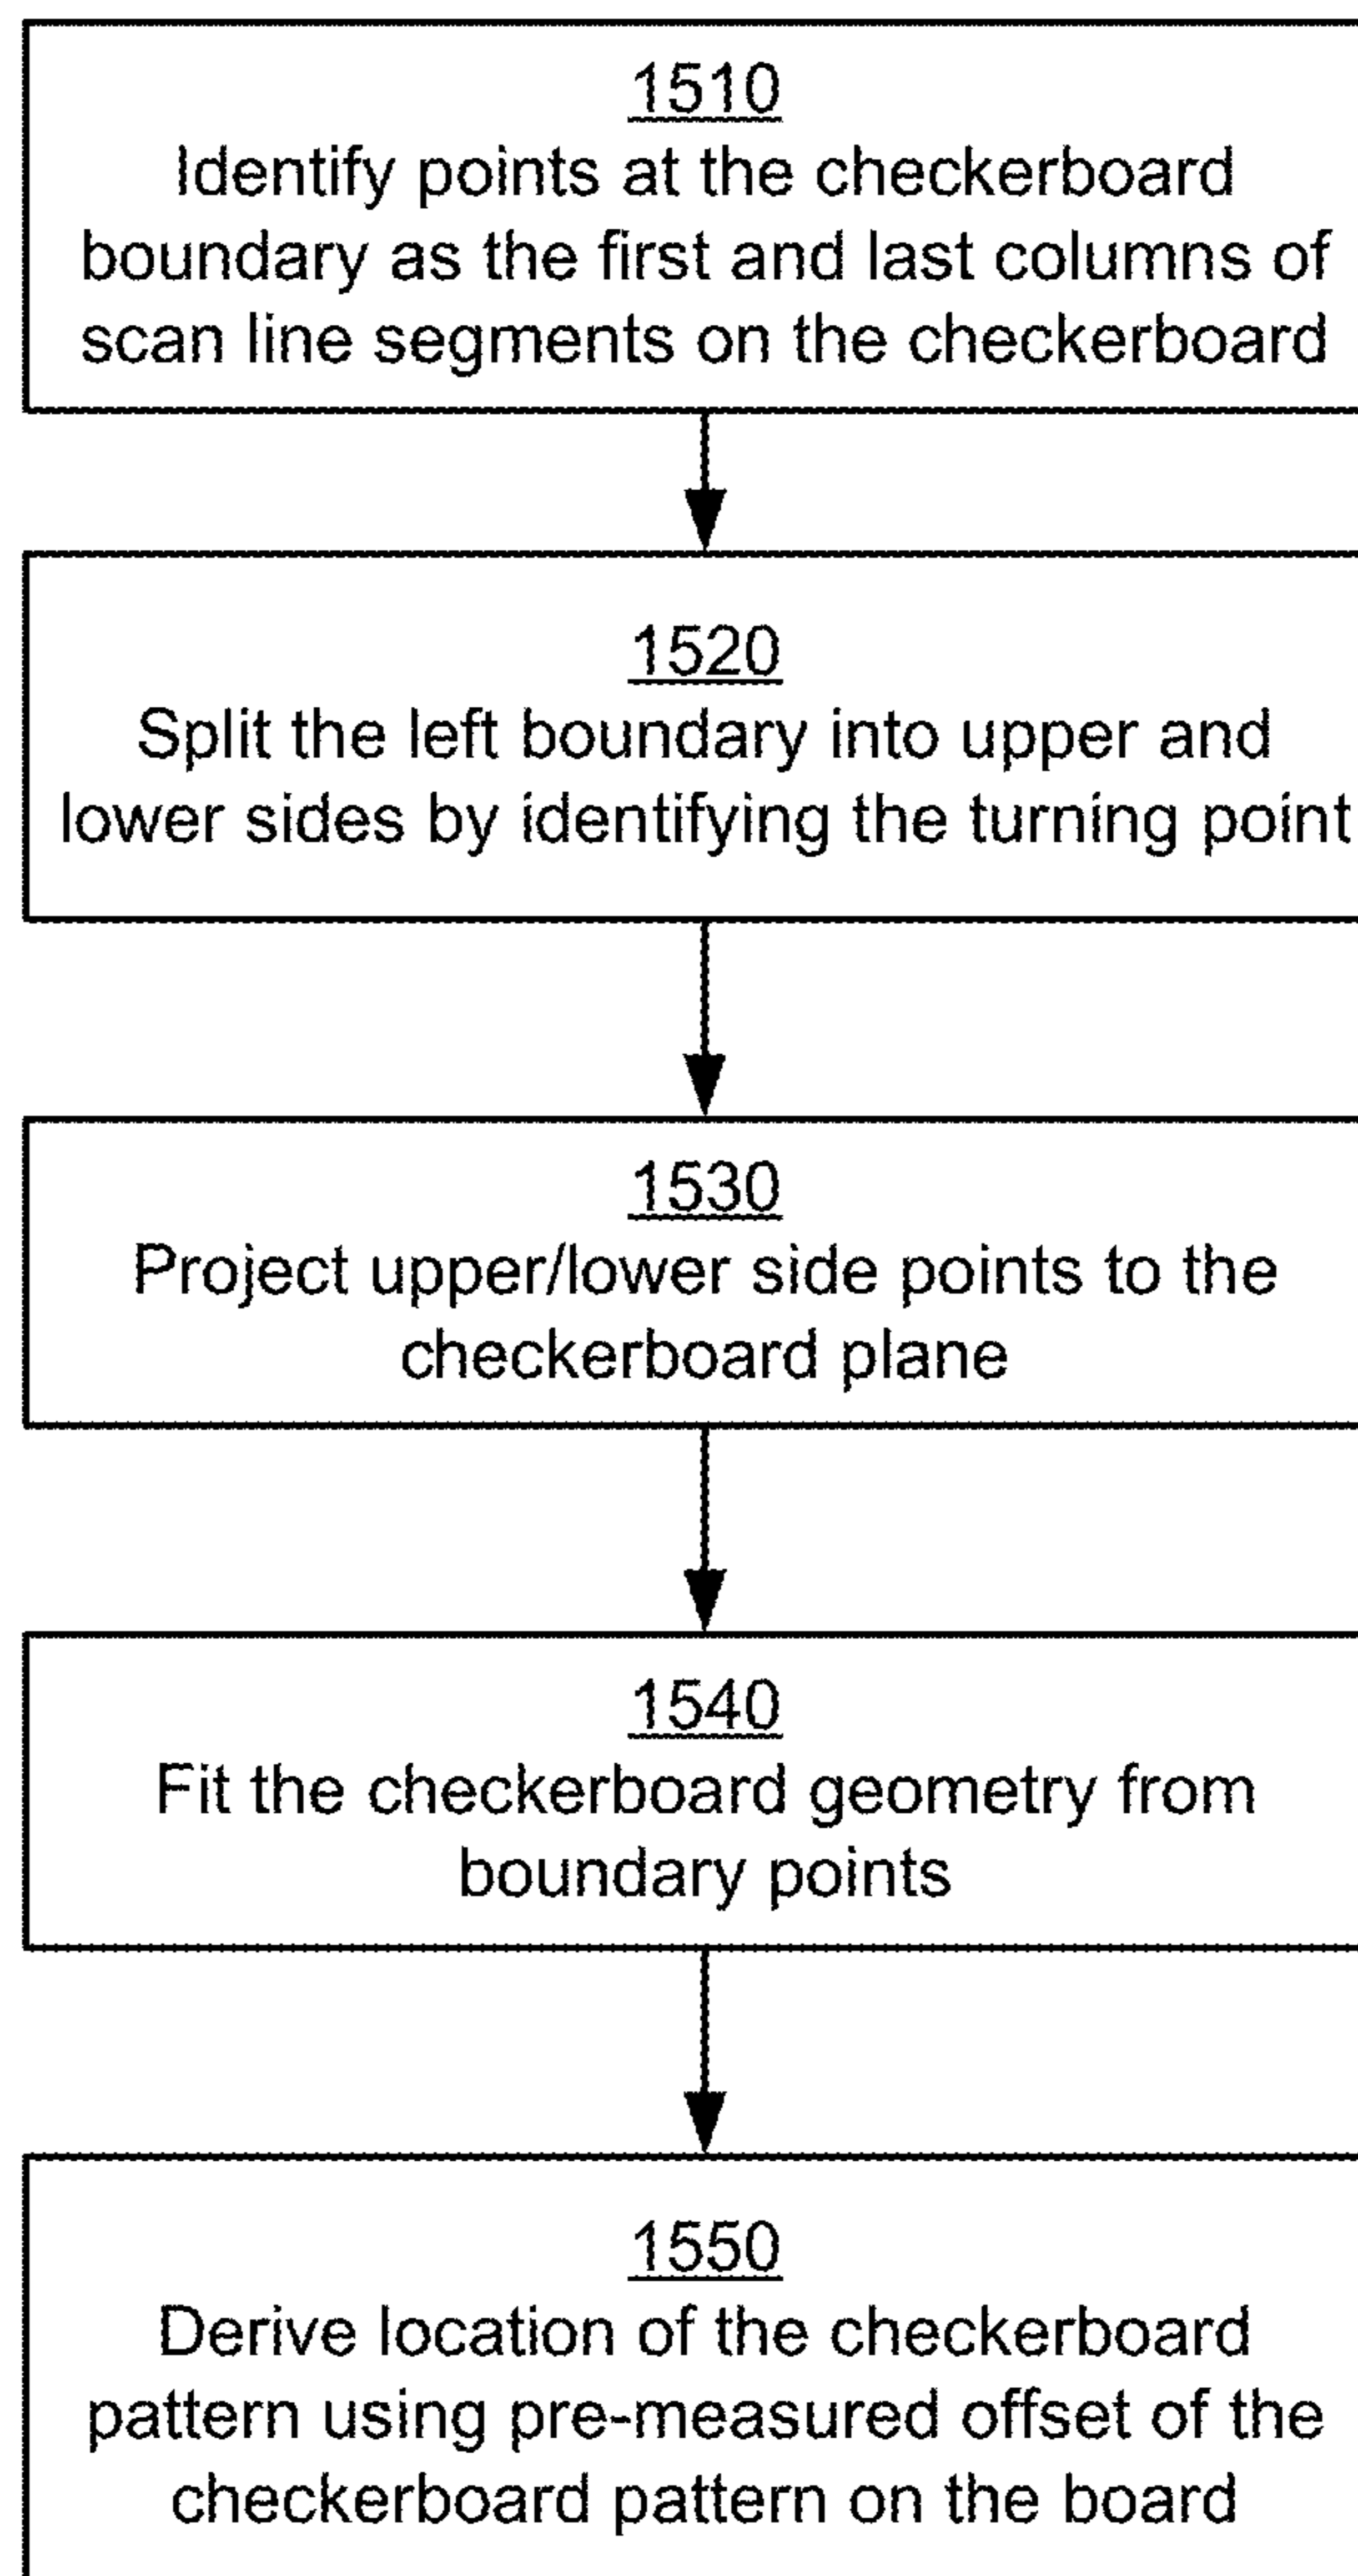 1510
Identify points at the checkerboard
boundary as the first and last columns of
scan line segments on the checkerboard
1520
Split the left boundary into upper and
lower sides by identifying the turning point
1530
Project upper/lower side points to the
checkerboard plane
1540
Fit the checkerboard geometry from
boundary points
1550
Derive location of the checkerboard
pattern using pre-measured offset of the
checkerboard pattern on the board